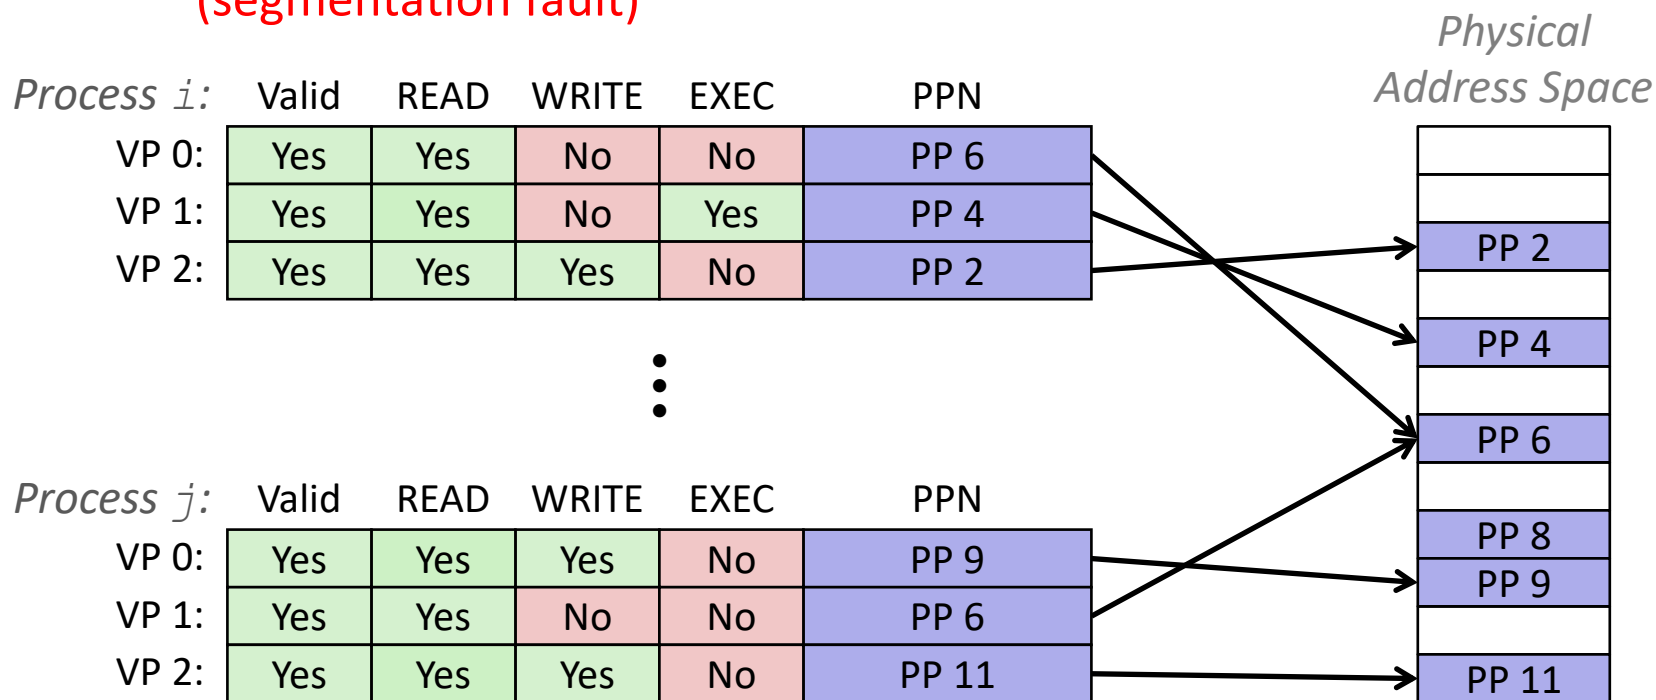 (segmentation fault)
Physical
Address Space
Process i: Valid READ WRITE EXEC PPN
VP 0: Yes Yes No No PP 6
VP 1: Yes Yes No Yes PP 4
VP 2: Yes Yes Yes No PP 2
PP 2
PP 4
PP 6
Process j: Valid READ WRITE EXEC PPN
VP 0: Yes Yes Yes No PP 9
VP 1: Yes Yes No No PP 6
VP 2: Yes Yes Yes No PP 11
PP 8
PP 9
PP 11